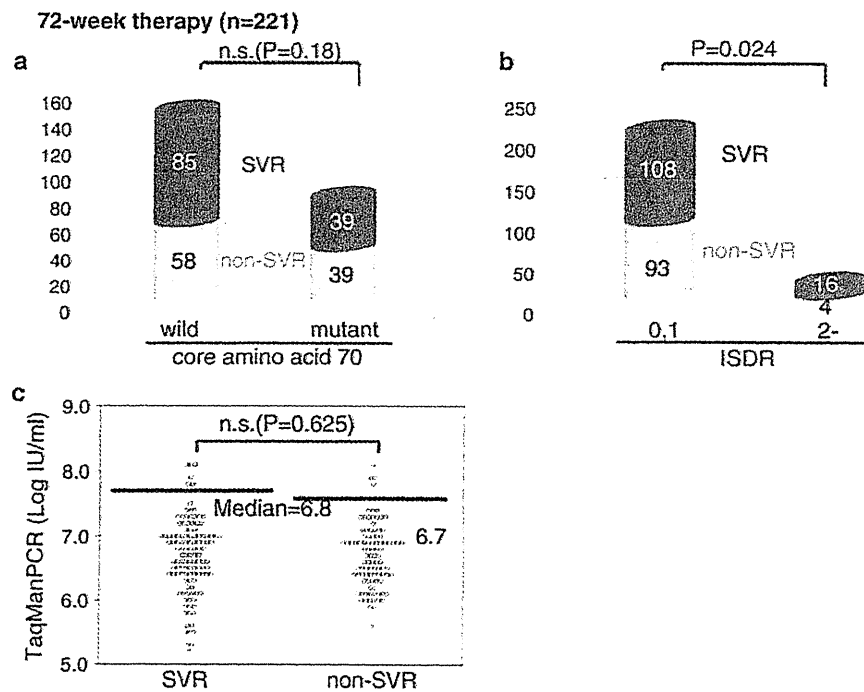 72-week therapy (n=221)
a
n.s.(P=0.18)
160
140
120
100
80
60
40
20
0
85
SVR
39
58
non-SVR
39
wild
mutant
core amino acid 70
b
P=0.024
250
200
150
100
50
0
108
SVR
93
non-SVR
16
4
0,1
2-
ISDR
c
n.s.(P=0.625)
TaqManPCR (Log IU/ml)
9.0
8.0
7.0
6.0
5.0
Median=6.8
6.7
SVR
non-SVR